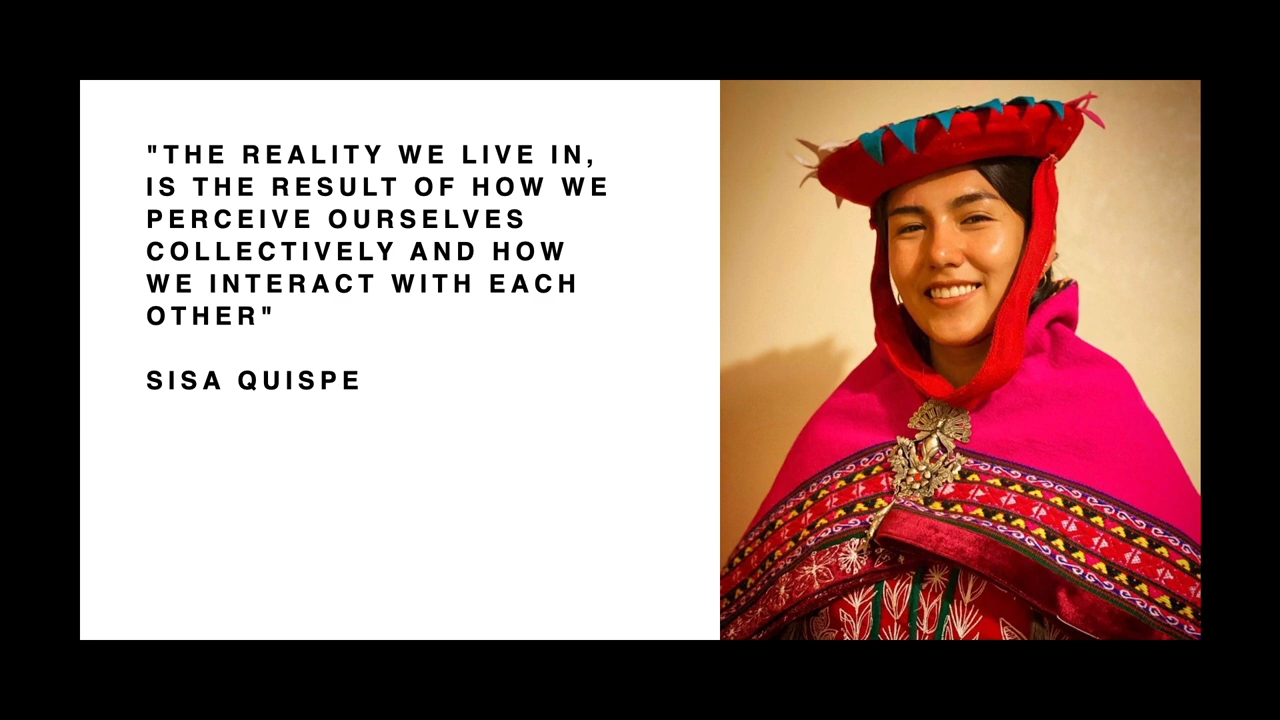 "THE REALITY WE LIVE IN,
IS THE RESULT OF HOW WE
PERCEIVE OURSELVES
COLLECTIVELY AND HOW
WE INTERACT WITH EACH
OTHER"
SISA QUISPE